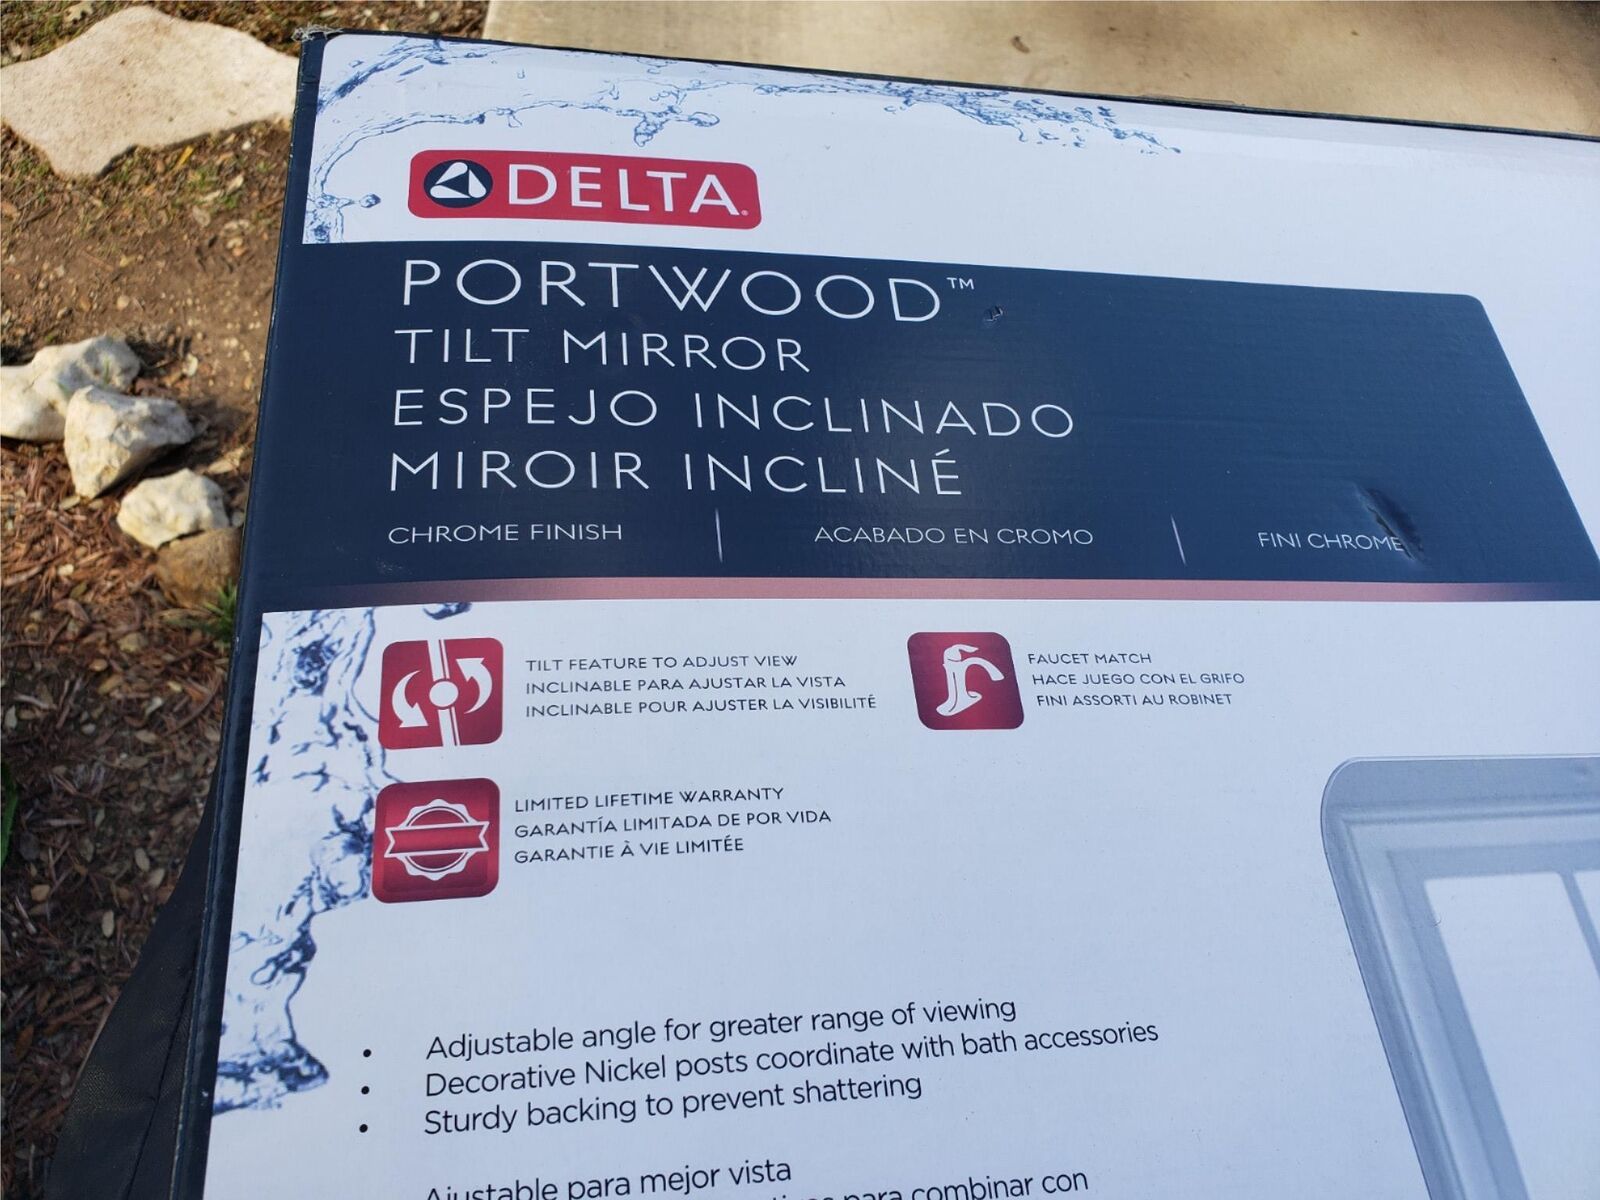 DELTA®
PORTWOOD™
TILT MIRROR
ESPEJO INCLINADO
MIROIR INCLINÉ
CHROME FINISH
ACABADO EN CROMO
FINI CHROME
TILT FEATURE TO ADJUST VIEW
INCLINABLE PARA AJUSTAR LA VISTA
INCLINABLE POUR AJUSTER LA VISIBILITÉ
FAUCET MATCH
HACE JUEGO CON EL GRIFO
FINI ASSORTI AU ROBINET
LIMITED LIFETIME WARRANTY
GARANTÍA LIMITADA DE POR VIDA
GARANTIE À VIE LIMITÉE
• Adjustable angle for greater range of viewing
• Decorative Nickel posts coordinate with bath accessories
• Sturdy backing to prevent shattering
Ajustable para mejor vista
para combinar con